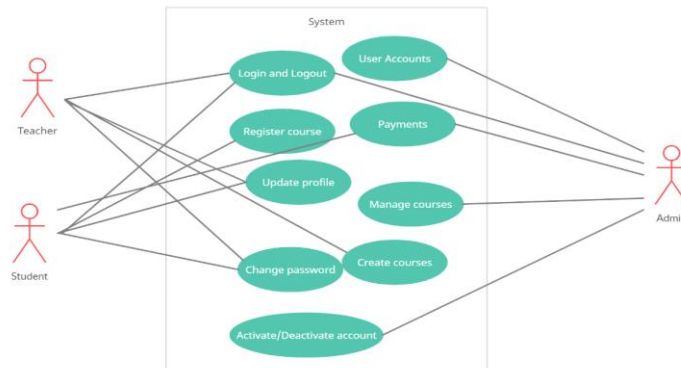 System
User Accounts
Login and Logout
Teacher
Register course
Payments
Update profile
Manage courses
Admi
Student
Change password
Create courses
Activate/Deactivate account